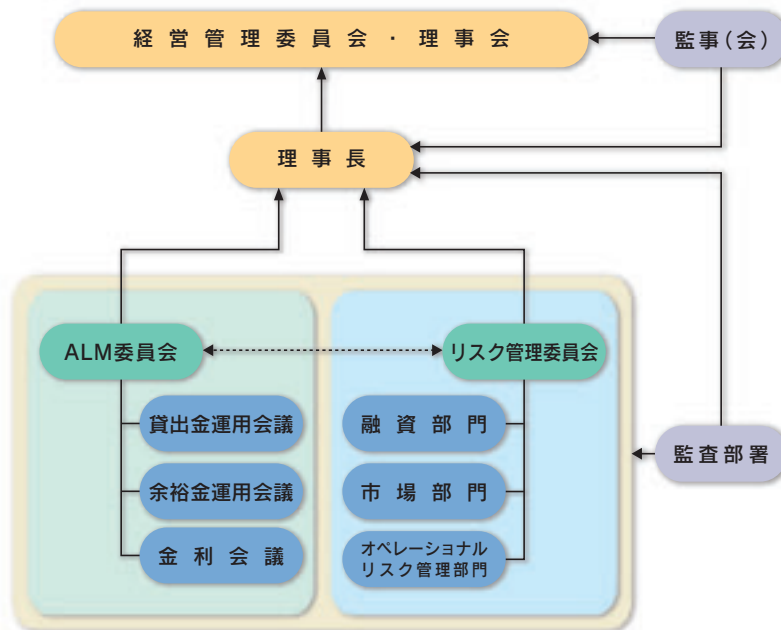 経営管理委員会・理事会
監事(会)
理事長
ALM委員会
リスク管理委員会
貸出金運用会議
融資部門
監査部署
余裕金運用会議
市場部門
金利会議
オペレーショナル
リスク管理部門